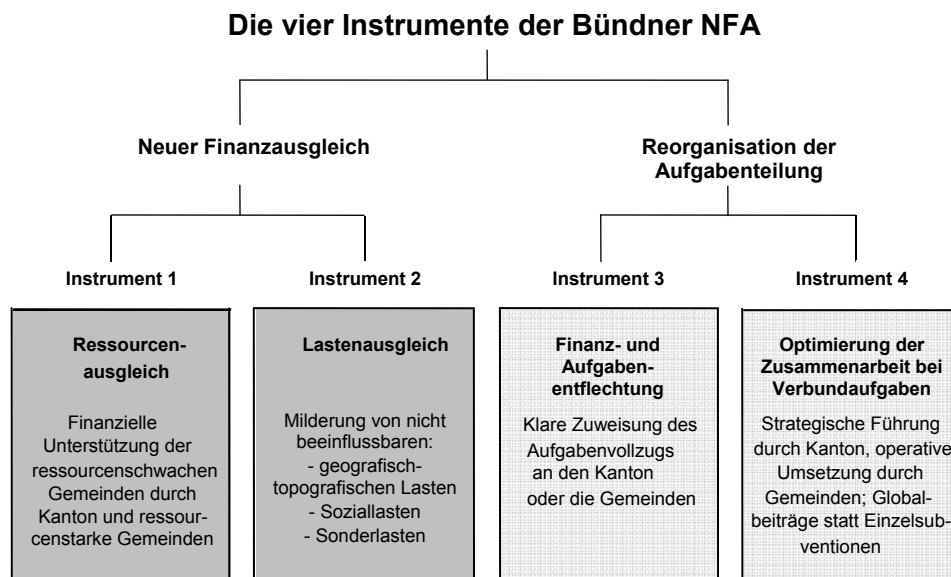 Die vier Instrumente der Bündner NFA
Neuer Finanzausgleich
Reorganisation der
Aufgabenteilung
Instrument 1
Instrument 2
Instrument 3
Instrument 4
Ressourcen-
ausgleich
Finanzielle
Unterstützung der
ressourcenschwachen
Gemeinden durch
Kanton und ressour-
censtarke Gemeinden
Lastenausgleich
Milderung von nicht
beeinflussbaren:
- geografisch-
topografischen Lasten
- Soziallasten
- Sonderlasten
Finanz- und
Aufgaben-
entflechtung
Klare Zuweisung des
Aufgabenvollzugs
an den Kanton
oder die Gemeinden
Optimierung der
Zusammenarbeit bei
Verbundaufgaben
Strategische Führung
durch Kanton, operative
Umsetzung durch
Gemeinden; Global-
beiträge statt Einzelsub-
ventionen